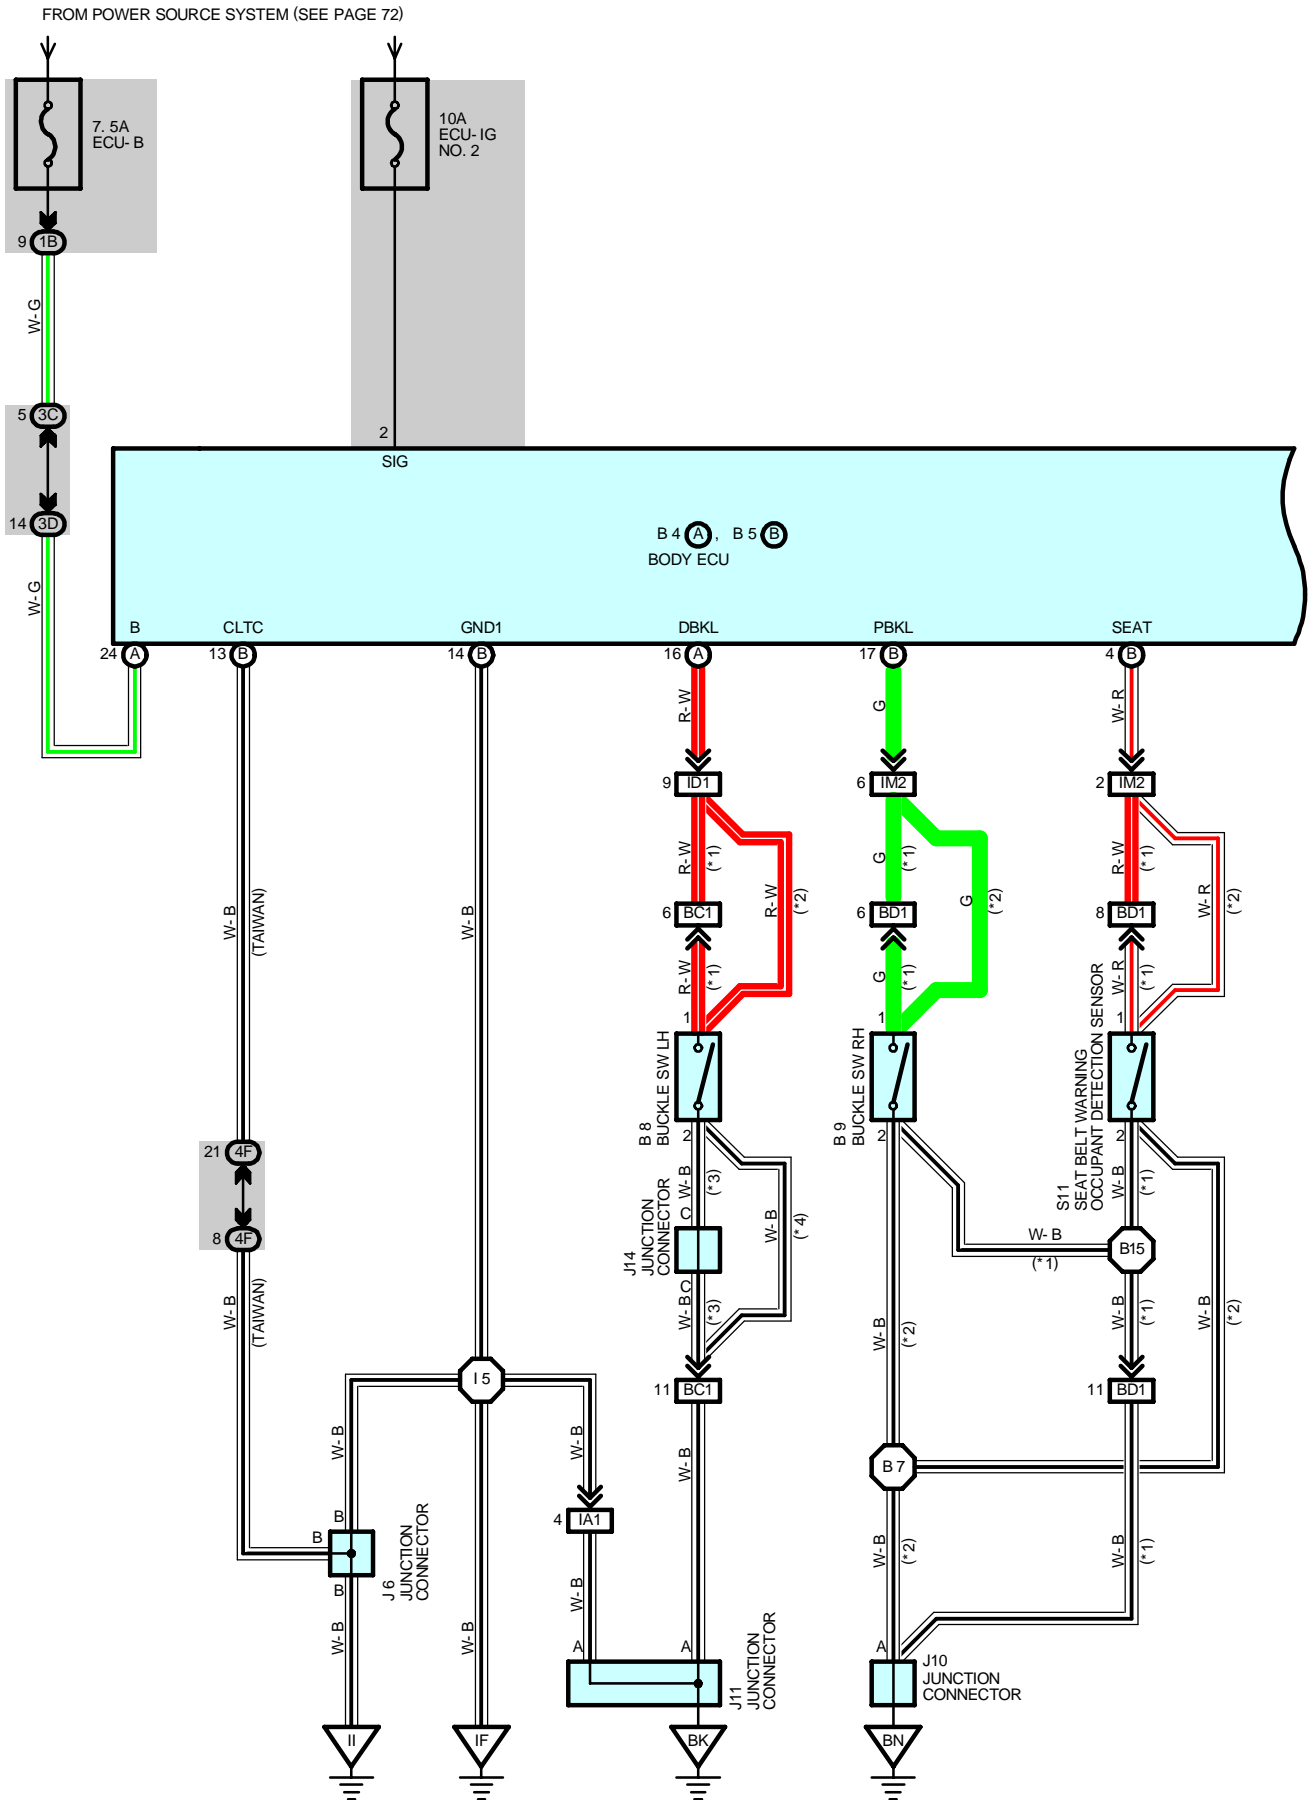 FROM POWER SOURCE SYSTEM (SEE PAGE 72)
7. 5A
ECU- B
10A
ECU- IG
NO. 2
9 1B
W- G
5 3C
14 3D
W- G
2
SIG
B 4 A , B 5 B
BODY ECU
B CLTC GND1 DBKL PBKL SEAT
24 A 13 B 14 B 16 A 17 B 4 B
R- W
G
W- R
9 ID1
6 IM2
2 IM2
R- W
(*1)
R- W
(*2)
G
(*1)
G
(*2)
R- W
(*1)
W- R
(*2)
W- B
(TAIWAN)
W- B
6 BC1
6 BD1
8 BD1
R- W
(*1)
G
(*1)
W- R
(*1)
1
1
1
B 8
BUCKLE SW LH
B 9
BUCKLE SW RH
S11
SEAT BELT WARNING
OCCUPANT DETECTION SENSOR
2
2
2
21 4F
8 4F
W- B
(*3)
W- B
(*4)
C
J14
JUNCTION
CONNECTOR
C
W- B
(*3)
W- B
(*1)
W- B
(*1)
B15
W- B
(*1)
W- B
(*2)
W- B
(*2)
W- B
(TAIWAN)
I 5
11 BC1
11 BD1
W- B
W- B
W- B
B 7
4 IA1
B
B
B
J 6
JUNCTION
CONNECTOR
W- B
(*2)
W- B
(*1)
W- B
W- B
A
A
J11
JUNCTION
CONNECTOR
A
J10
JUNCTION
CONNECTOR
II
IF
BK
BN